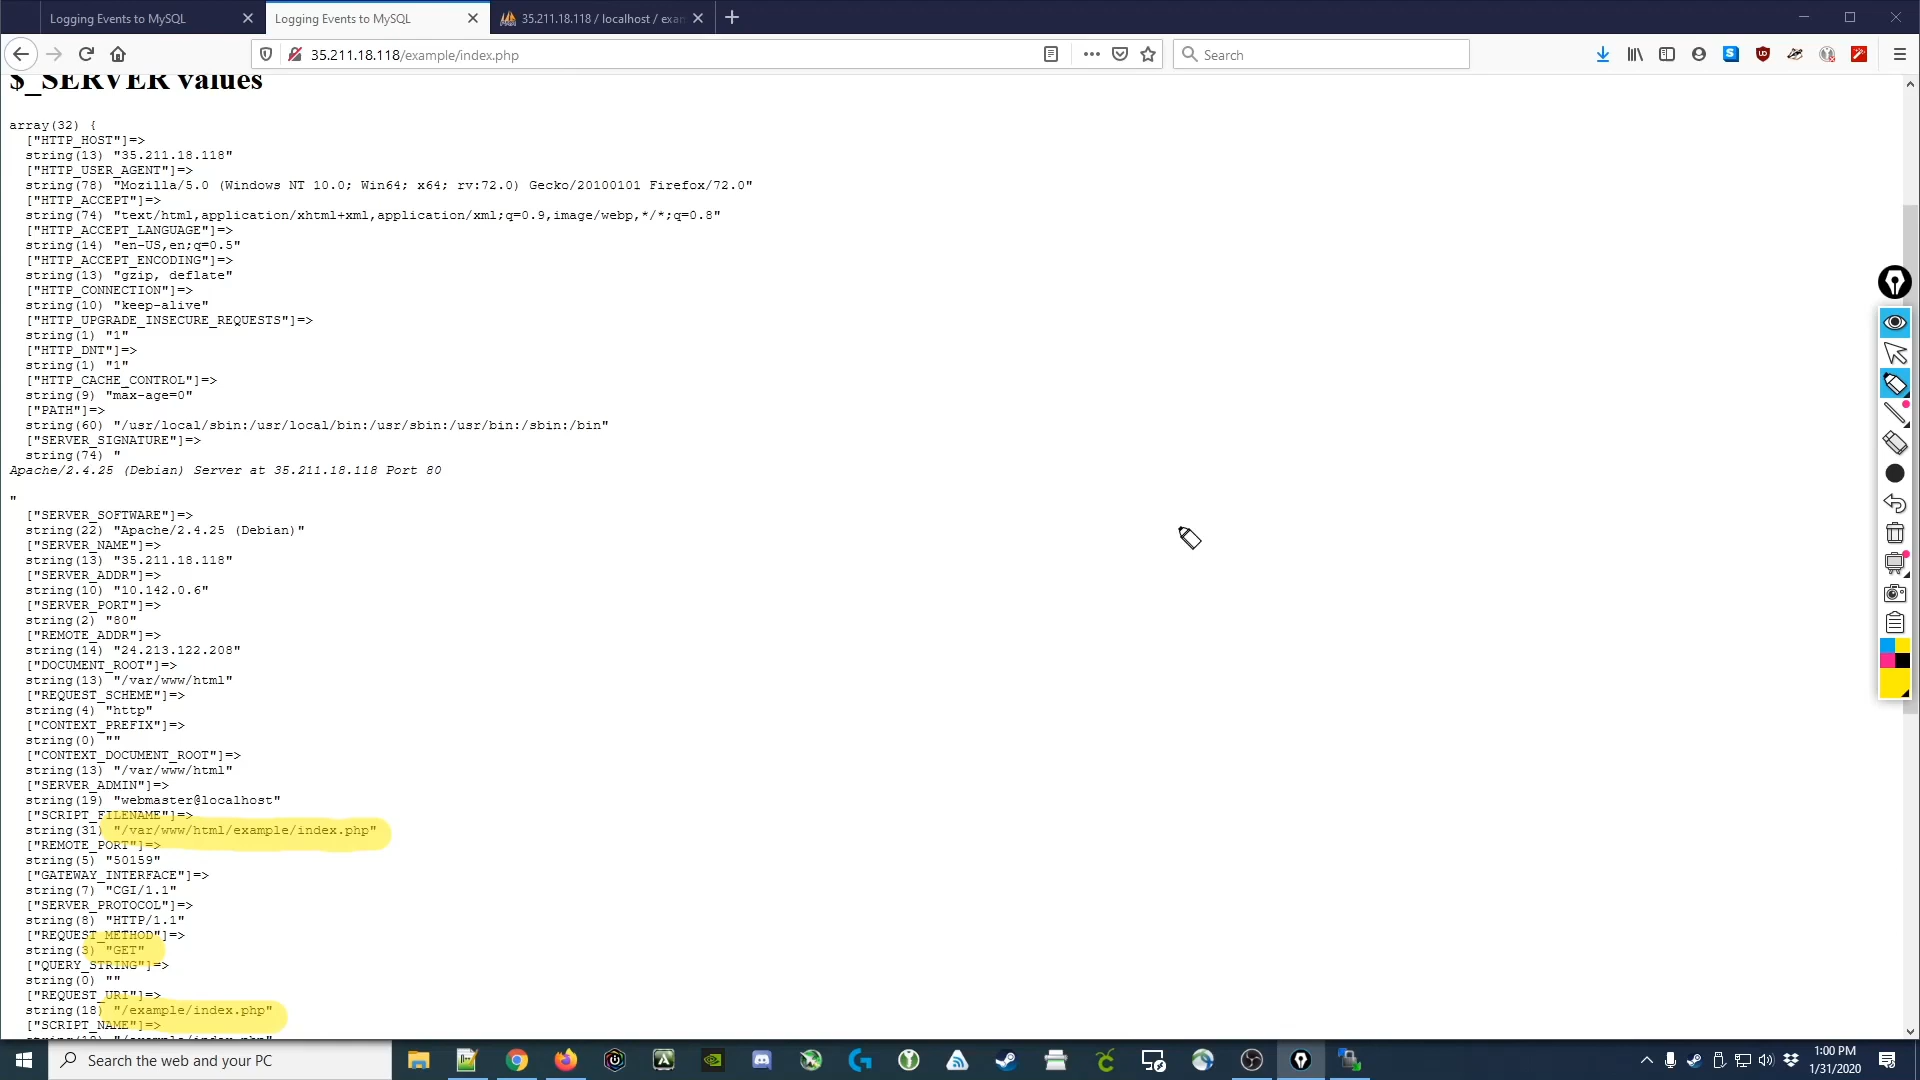 Logging Events to MySQL
Logging Events to MySQL
35.211.18.118 / localhost / exam
35.211.18.118/example/index.php
Search
$_SERVER values
array(32) {
["HTTP_HOST"]=>
string(13) "35.211.18.118"
["HTTP_USER_AGENT"]=>
string(78) "Mozilla/5.0 (Windows NT 10.0; Win64; x64; rv:72.0) Gecko/20100101 Firefox/72.0"
["HTTP_ACCEPT"]=>
string(74) "text/html,application/xhtml+xml,application/xml;q=0.9,image/webp,*/*;q=0.8"
["HTTP_ACCEPT_LANGUAGE"]=>
string(14) "en-US,en;q=0.5"
["HTTP_ACCEPT_ENCODING"]=>
string(13) "gzip, deflate"
["HTTP_CONNECTION"]=>
string(10) "keep-alive"
["HTTP_UPGRADE_INSECURE_REQUESTS"]=>
string(1) "1"
["HTTP_DNT"]=>
string(1) "1"
["HTTP_CACHE_CONTROL"]=>
string(9) "max-age=0"
["PATH"]=>
string(60) "/usr/local/sbin:/usr/local/bin:/usr/sbin:/usr/bin:/sbin:/bin"
["SERVER_SIGNATURE"]=>
string(74) "
Apache/2.4.25 (Debian) Server at 35.211.18.118 Port 80
"
["SERVER_SOFTWARE"]=>
string(22) "Apache/2.4.25 (Debian)"
["SERVER_NAME"]=>
string(13) "35.211.18.118"
["SERVER_ADDR"]=>
string(10) "10.142.0.6"
["SERVER_PORT"]=>
string(2) "80"
["REMOTE_ADDR"]=>
string(14) "24.213.122.208"
["DOCUMENT_ROOT"]=>
string(13) "/var/www/html"
["REQUEST_SCHEME"]=>
string(4) "http"
["CONTEXT_PREFIX"]=>
string(0) ""
["CONTEXT_DOCUMENT_ROOT"]=>
string(13) "/var/www/html"
["SERVER_ADMIN"]=>
string(19) "webmaster@localhost"
["SCRIPT_FILENAME"]=>
string(31) "/var/www/html/example/index.php"
["REMOTE_PORT"]=>
string(5) "50159"
["GATEWAY_INTERFACE"]=>
string(7) "CGI/1.1"
["SERVER_PROTOCOL"]=>
string(8) "HTTP/1.1"
["REQUEST_METHOD"]=>
string(3) "GET"
["QUERY_STRING"]=>
string(0) ""
["REQUEST_URI"]=>
string(18) "/example/index.php"
["SCRIPT_NAME"]=>
Search the web and your PC
1:00 PM
1/31/2020